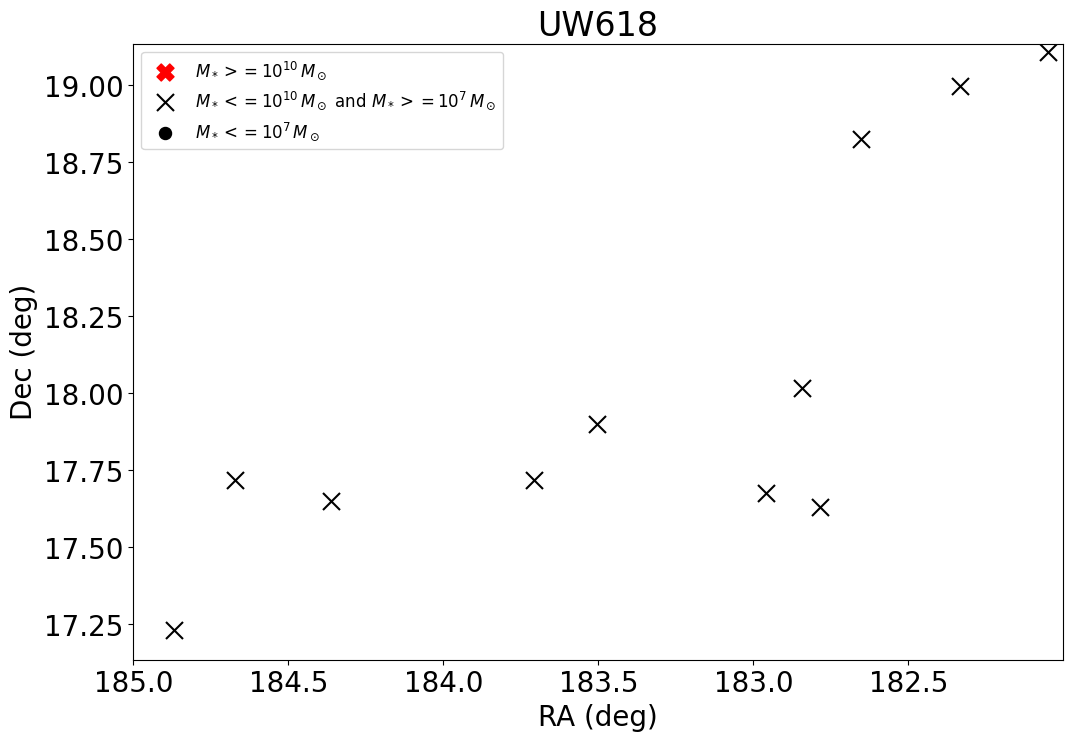 UW618
M* >= 10^10 M⊙
M* <= 10^10 M⊙ and M* >= 10^7 M⊙
M* <= 10^7 M⊙
19.00
18.75
18.50
18.25
18.00
17.75
17.50
17.25
Dec (deg)
185.0 184.5 184.0 183.5 183.0 182.5
RA (deg)